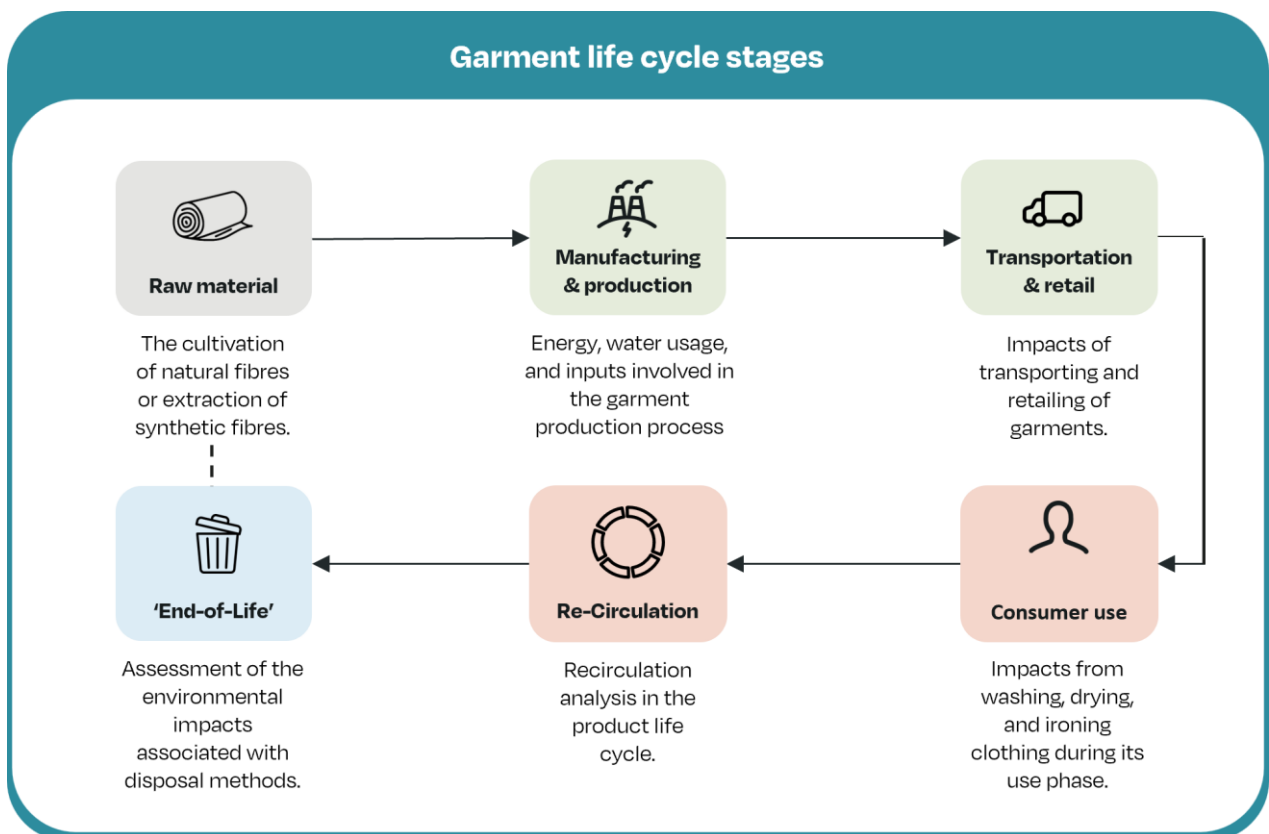 Garment life cycle stages
Raw material
The cultivation
of natural fibres
or extraction of
synthetic fibres.
Manufacturing
& production
Energy, water usage,
and inputs involved in
the garment
production process
Transportation
& retail
Impacts of
transporting and
retailing of
garments.
Consumer use
Impacts from
washing, drying,
and ironing
clothing during its
use phase.
Re-Circulation
Recirculation
analysis in the
product life
cycle.
‘End-of-Life’
Assessment of the
environmental
impacts
associated with
disposal methods.